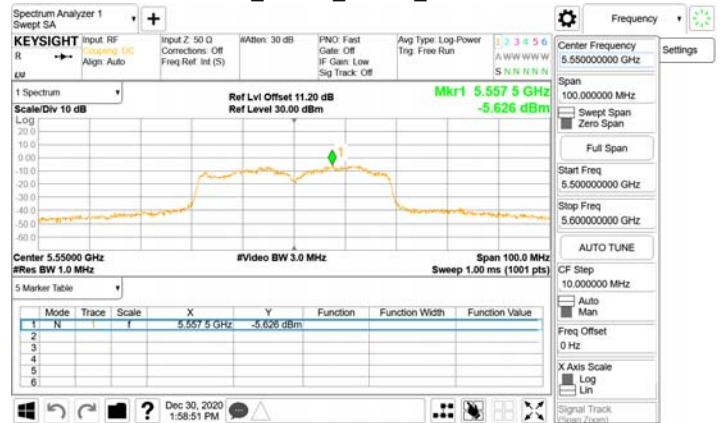 Spectrum Analyzer 1
Swept SA
Frequency
KEYSIGHT
R
Input: RF
Coupling: DC
Align: Auto
Input Z: 50 Ω
Corrections: Off
Freq Ref: Int (S)
#Atten: 30 dB
PNO: Fast
Gate: Off
IF Gain: Low
Sig Track: Off
Avg Type: Log-Power
Trig: Free Run
1 2 3 4 5 6
A W W W W W
S N N N N N
Center Frequency
5.550000000 GHz
Settings
Span
100.000000 MHz
Swept Span
Zero Span
Full Span
Start Freq
5.500000000 GHz
Stop Freq
5.600000000 GHz
AUTO TUNE
CF Step
10.000000 MHz
Auto
Man
Freq Offset
0 Hz
X Axis Scale
Log
Lin
Signal Track
(Span Zoom)
1 Spectrum
Scale/Div 10 dB
Log
Ref Lvl Offset 11.20 dB
Ref Level 30.00 dBm
Mkr1 5.557 5 GHz
-5.626 dBm
20.0
10.0
0.00
-10.0
-20.0
-30.0
-40.0
-50.0
-60.0
1
Center 5.55000 GHz
#Res BW 1.0 MHz
#Video BW 3.0 MHz
Span 100.0 MHz
Sweep 1.00 ms (1001 pts)
5 Marker Table
Mode Trace Scale X Y Function Function Width Function Value
1 N 1 f 5.557 5 GHz -5.626 dBm
2
3
4
5
6
Dec 30, 2020
1:58:51 PM